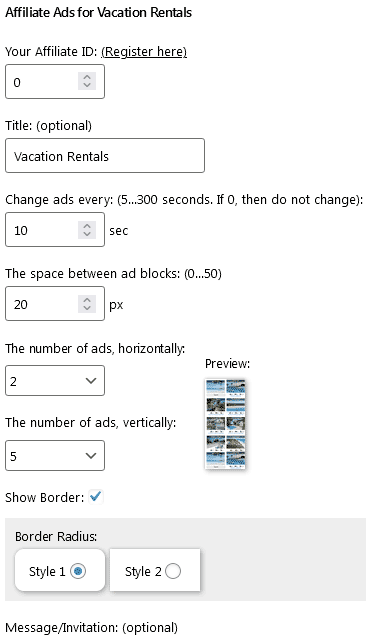 Affiliate Ads for Vacation Rentals
Your Affiliate ID: (Register here)
0
Title: (optional)
Vacation Rentals
Change ads every: (5...300 seconds. If 0, then do not change):
10 sec
The space between ad blocks: (0...50)
20 px
The number of ads, horizontally:
2
Preview:
The number of ads, vertically:
5
Show Border:
Border Radius:
Style 1 Style 2
Message/Invitation: (optional)